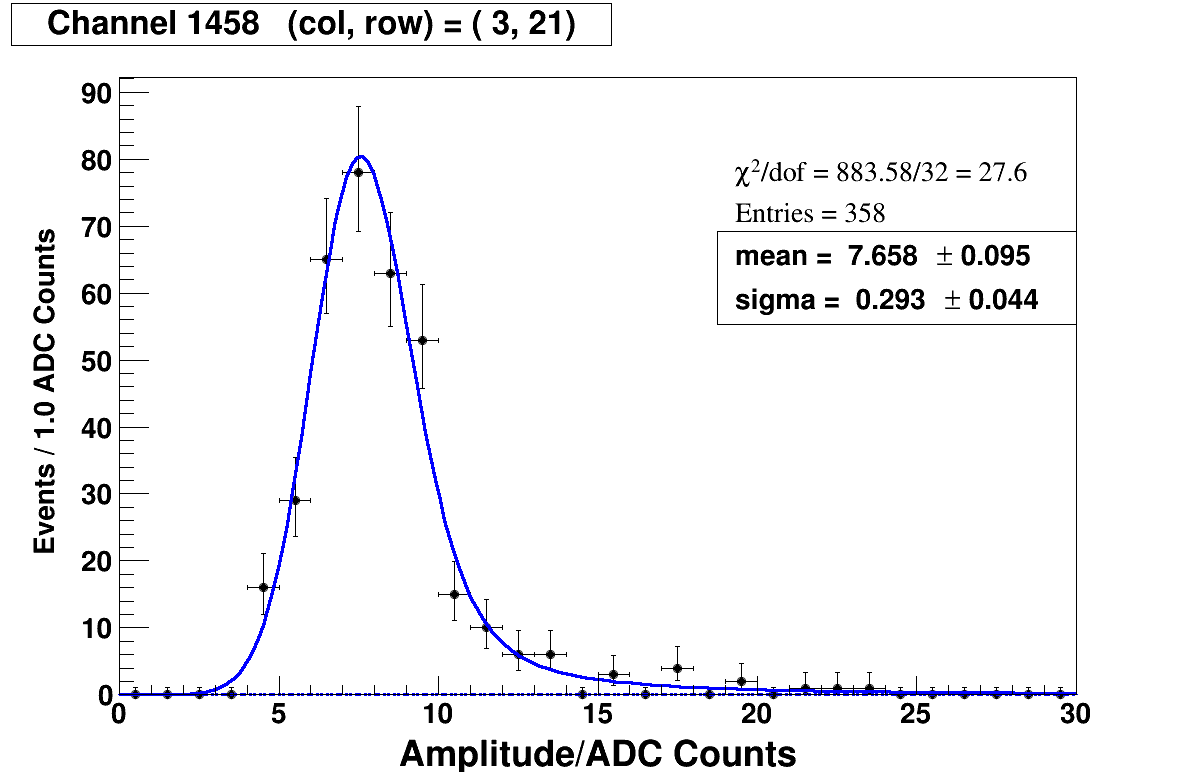 Channel 1458 (col, row) = ( 3, 21)
90
80
70
60
50
40
30
20
10
0
Events / 1.0 ADC Counts
χ²/dof = 883.58/32 = 27.6
Entries = 358
mean = 7.658 ± 0.095
sigma = 0.293 ± 0.044
0 5 10 15 20 25 30
Amplitude/ADC Counts